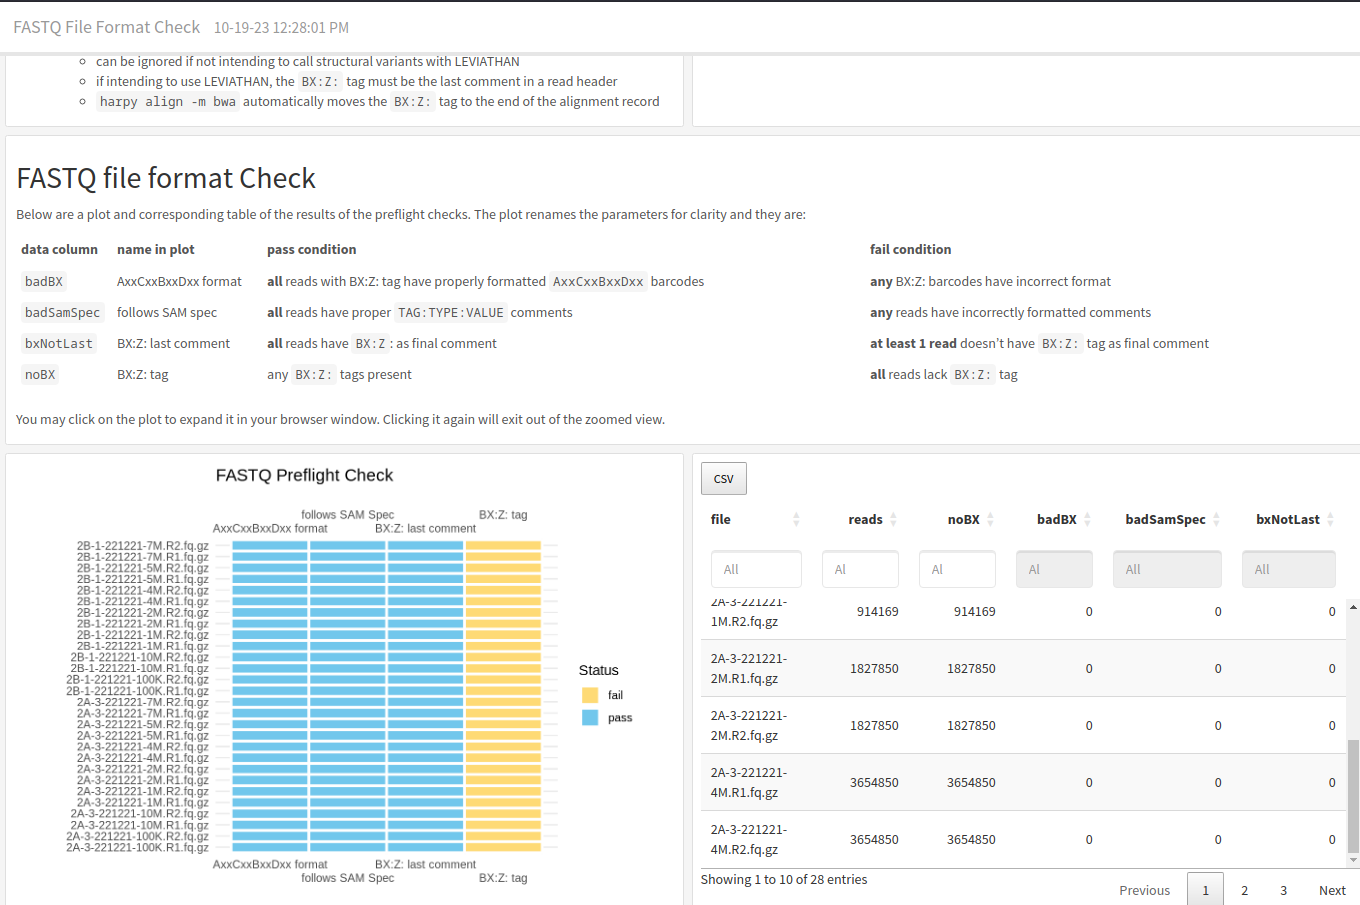 FASTQ File Format Check 10-19-23 12:28:01 PM
can be ignored if not intending to call structural variants with LEVIATHAN
if intending to use LEVIATHAN, the BX:Z: tag must be the last comment in a read header
harpy align -m bwa automatically moves the BX:Z: tag to the end of the alignment record
FASTQ file format Check
Below are a plot and corresponding table of the results of the preflight checks. The plot renames the parameters for clarity and they are:
data column name in plot pass condition fail condition
badBX AxxCxxBxxDxx format all reads with BX:Z: tag have properly formatted AxxCxxBxxDxx barcodes any BX:Z: barcodes have incorrect format
badSamSpec follows SAM spec all reads have proper TAG:TYPE:VALUE comments any reads have incorrectly formatted comments
bxNotLast BX:Z: last comment all reads have BX:Z : as final comment at least 1 read doesn't have BX:Z: tag as final comment
noBX BX:Z: tag any BX:Z: tags present all reads lack BX:Z: tag
You may click on the plot to expand it in your browser window. Clicking it again will exit out of the zoomed view.
FASTQ Preflight Check
follows SAM Spec BX:Z: tag
AxxCxxBxxDxx format BX:Z: last comment
2B-1-221221-7M.R2.fq.gz
2B-1-221221-7M.R1.fq.gz
2B-1-221221-5M.R2.fq.gz
2B-1-221221-5M.R1.fq.gz
2B-1-221221-4M.R2.fq.gz
2B-1-221221-4M.R1.fq.gz
2B-1-221221-2M.R2.fq.gz
2B-1-221221-2M.R1.fq.gz
2B-1-221221-1M.R2.fq.gz
2B-1-221221-1M.R1.fq.gz
2B-1-221221-10M.R2.fq.gz
2B-1-221221-10M.R1.fq.gz
2B-1-221221-100K.R2.fq.gz
2B-1-221221-100K.R1.fq.gz
2A-3-221221-7M.R2.fq.gz
2A-3-221221-7M.R1.fq.gz
2A-3-221221-5M.R2.fq.gz
2A-3-221221-5M.R1.fq.gz
2A-3-221221-4M.R2.fq.gz
2A-3-221221-4M.R1.fq.gz
2A-3-221221-2M.R2.fq.gz
2A-3-221221-2M.R1.fq.gz
2A-3-221221-1M.R2.fq.gz
2A-3-221221-1M.R1.fq.gz
2A-3-221221-10M.R2.fq.gz
2A-3-221221-10M.R1.fq.gz
2A-3-221221-100K.R2.fq.gz
2A-3-221221-100K.R1.fq.gz
AxxCxxBxxDxx format BX:Z: last comment
follows SAM Spec BX:Z: tag
Status
fail
pass
CSV
file reads noBX badBX badSamSpec bxNotLast
All Al Al Al All All
2A-3-221221-
1M.R2.fq.gz 914169 914169 0 0 0
2A-3-221221-
2M.R1.fq.gz 1827850 1827850 0 0 0
2A-3-221221-
2M.R2.fq.gz 1827850 1827850 0 0 0
2A-3-221221-
4M.R1.fq.gz 3654850 3654850 0 0 0
2A-3-221221-
4M.R2.fq.gz 3654850 3654850 0 0 0
Showing 1 to 10 of 28 entries
Previous 1 2 3 Next